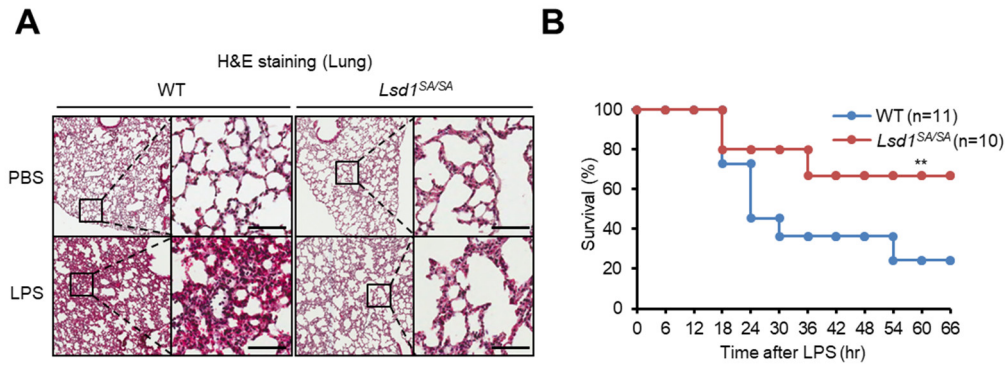 A
H&E staining (Lung)
WT
Lsd1SA/SA
PBS
LPS
B
Survival (%)
100
80
60
40
20
0
0 6 12 18 24 30 36 42 48 54 60 66
Time after LPS (hr)
WT (n=11)
Lsd1SA/SA (n=10)
**